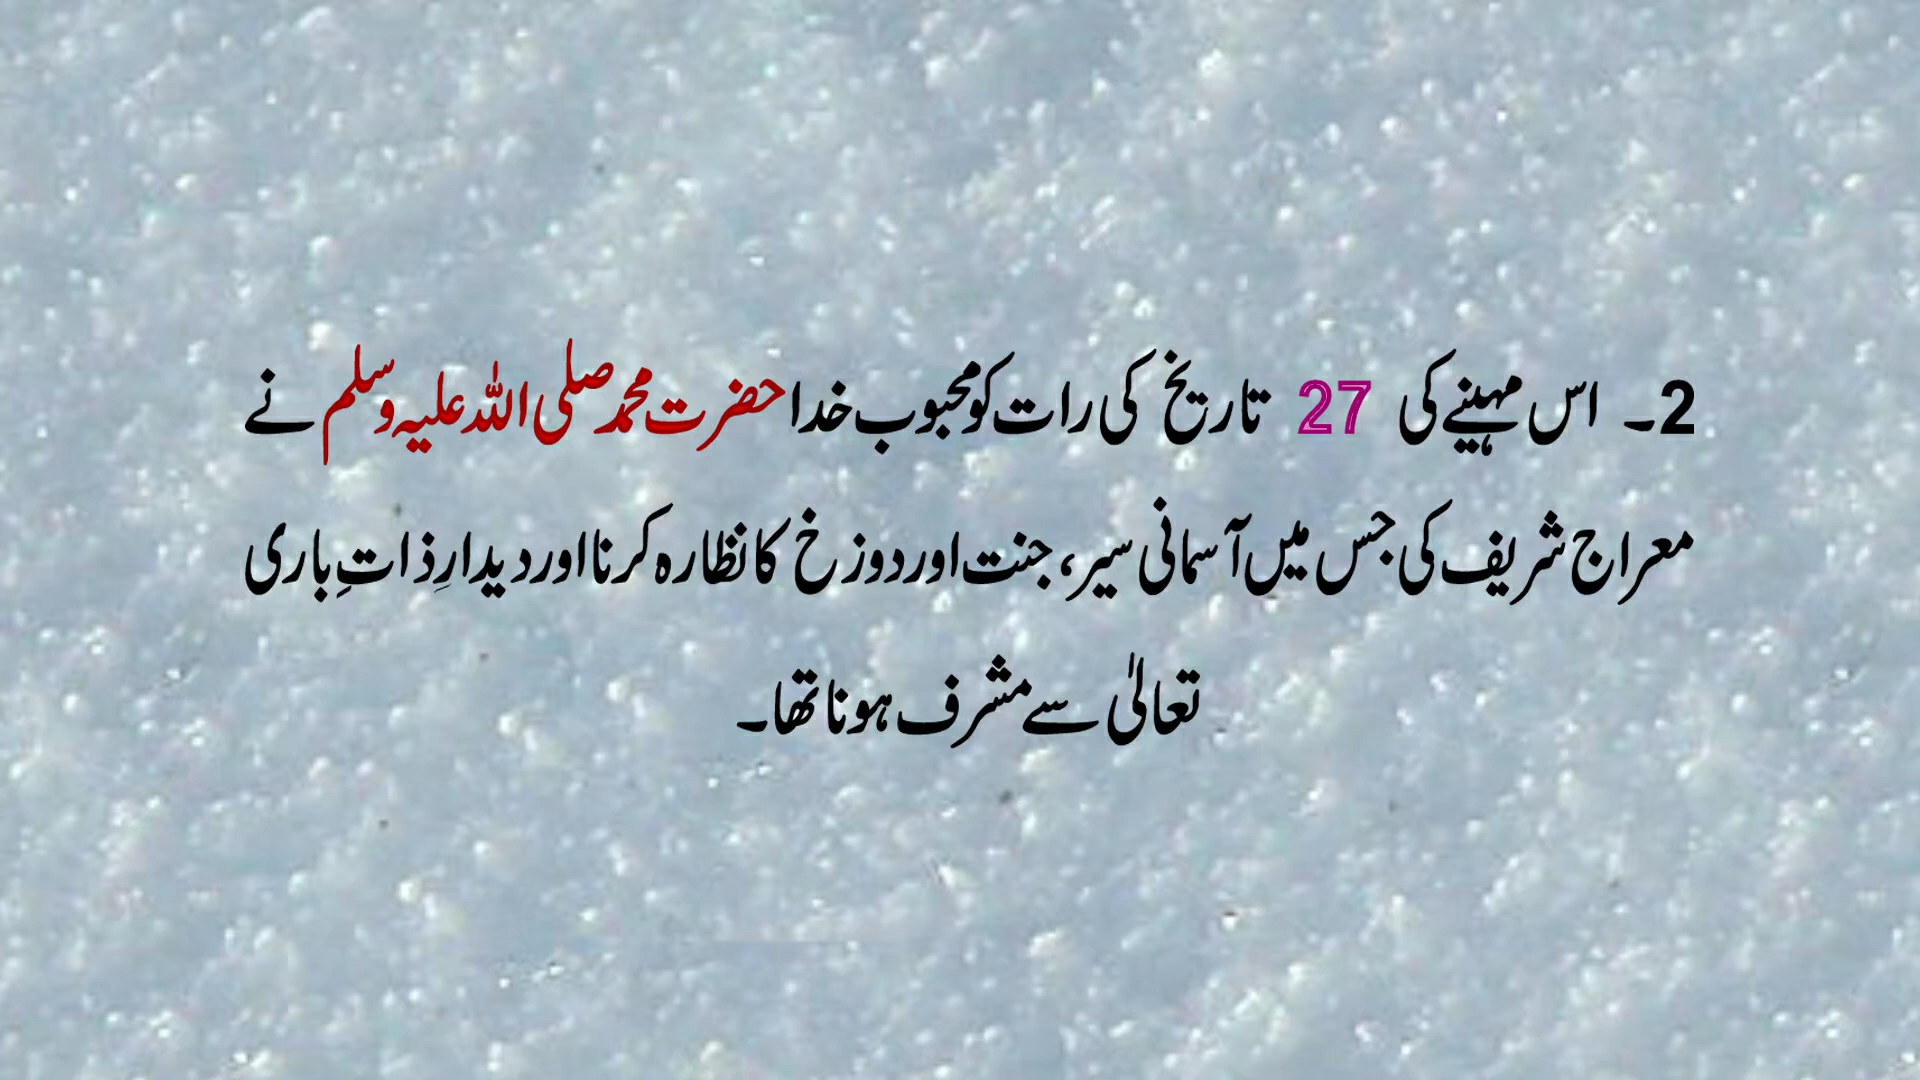 2۔ اس مہینے کی 27 تاریخ کی رات کو محبوب خدا حضرت محمد صلی اللہ علیہ وسلم نے
معراج شریف کی جس میں آسمانی سیر، جنت اور دوزخ کا نظارہ کرنا اور دیدارِ ذاتِ باری
تعالیٰ سے مشرف ہونا تھا۔